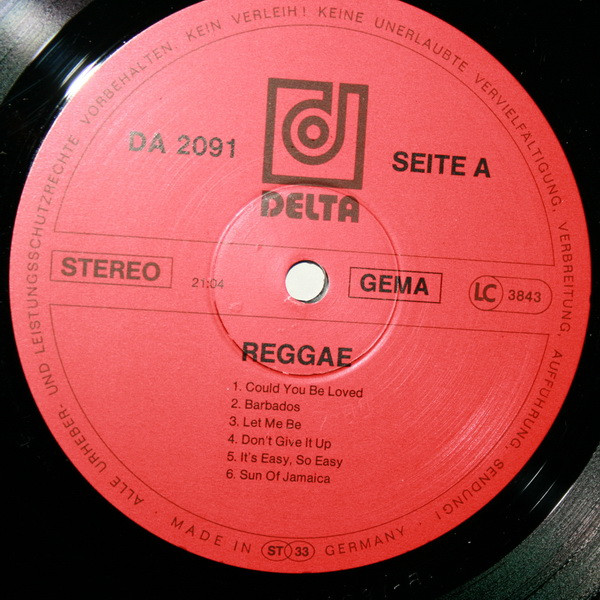 ALLE URHEBER- UND LEISTUNGSSCHUTZRECHTE VORBEHALTEN. KEIN VERLEIH! KEINE UNERLAUBTE VERVIELFÄLTIGUNG, VERBREITUNG, AUFFÜHRUNG, SENDUNG!
DA 2091
DELTA
SEITE A
STEREO
21:04
GEMA
LC 3843
REGGAE
1. Could You Be Loved
2. Barbados
3. Let Me Be
4. Don't Give It Up
5. It's Easy, So Easy
6. Sun Of Jamaica
MADE IN ST 33 GERMANY